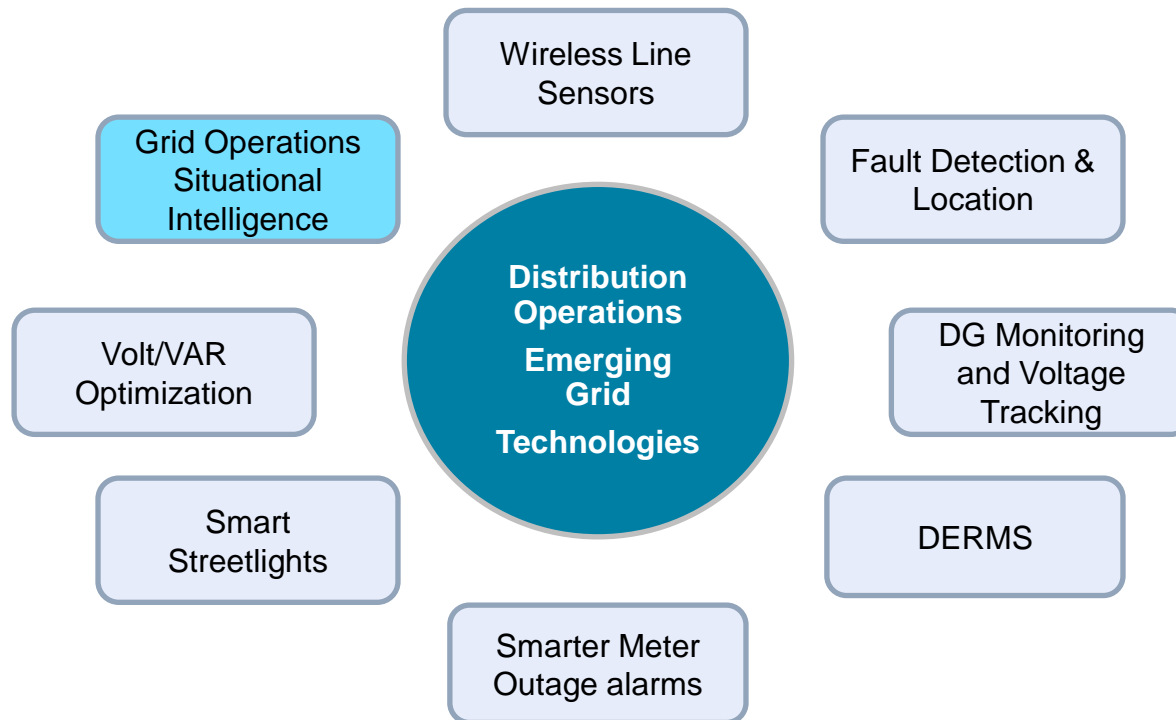 Wireless Line
Sensors
Grid Operations
Situational
Intelligence
Fault Detection &
Location
Distribution
Operations
Emerging
Grid
Technologies
Volt/VAR
Optimization
DG Monitoring
and Voltage
Tracking
Smart
Streetlights
DERMS
Smarter Meter
Outage alarms